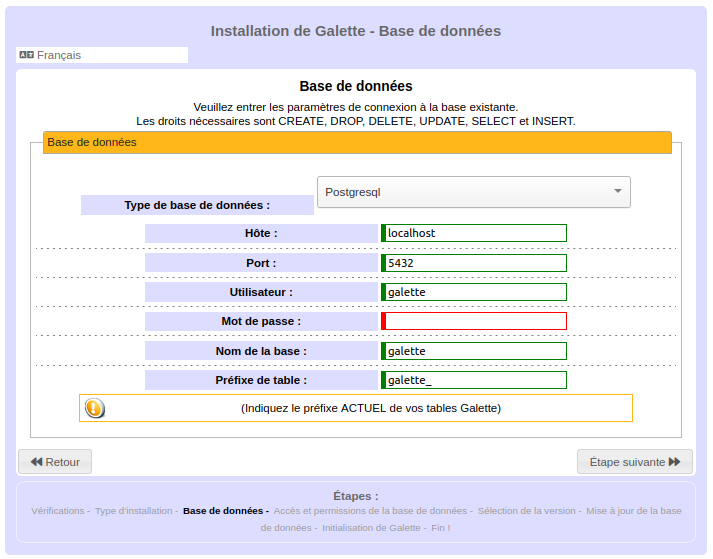 Installation de Galette - Base de données
Français
Base de données
Veuillez entrer les paramètres de connexion à la base existante.
Les droits nécessaires sont CREATE, DROP, DELETE, UPDATE, SELECT et INSERT.
Base de données
Type de base de données : Postgresql
Hôte : localhost
Port : 5432
Utilisateur : galette
Mot de passe :
Nom de la base : galette
Préfixe de table : galette_
(Indiquez le préfixe ACTUEL de vos tables Galette)
Retour Étape suivante
Étapes :
Vérifications - Type d'installation - Base de données - Accès et permissions de la base de données - Sélection de la version - Mise à jour de la base
de données - Initialisation de Galette - Fin !